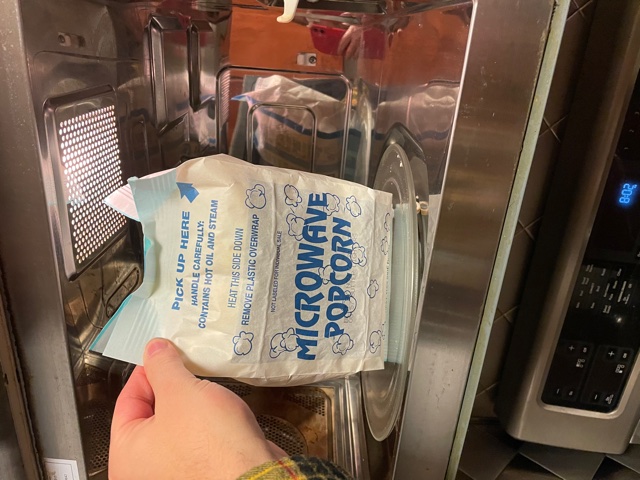 PICK UP HERE
HANDLE CAREFULLY:
CONTAINS HOT OIL AND STEAM
HEAT THIS SIDE DOWN
REMOVE PLASTIC OVERWRAP
NOT LABELED FOR INDIVIDUAL SALE
MICROWAVE
POPCORN
8:02